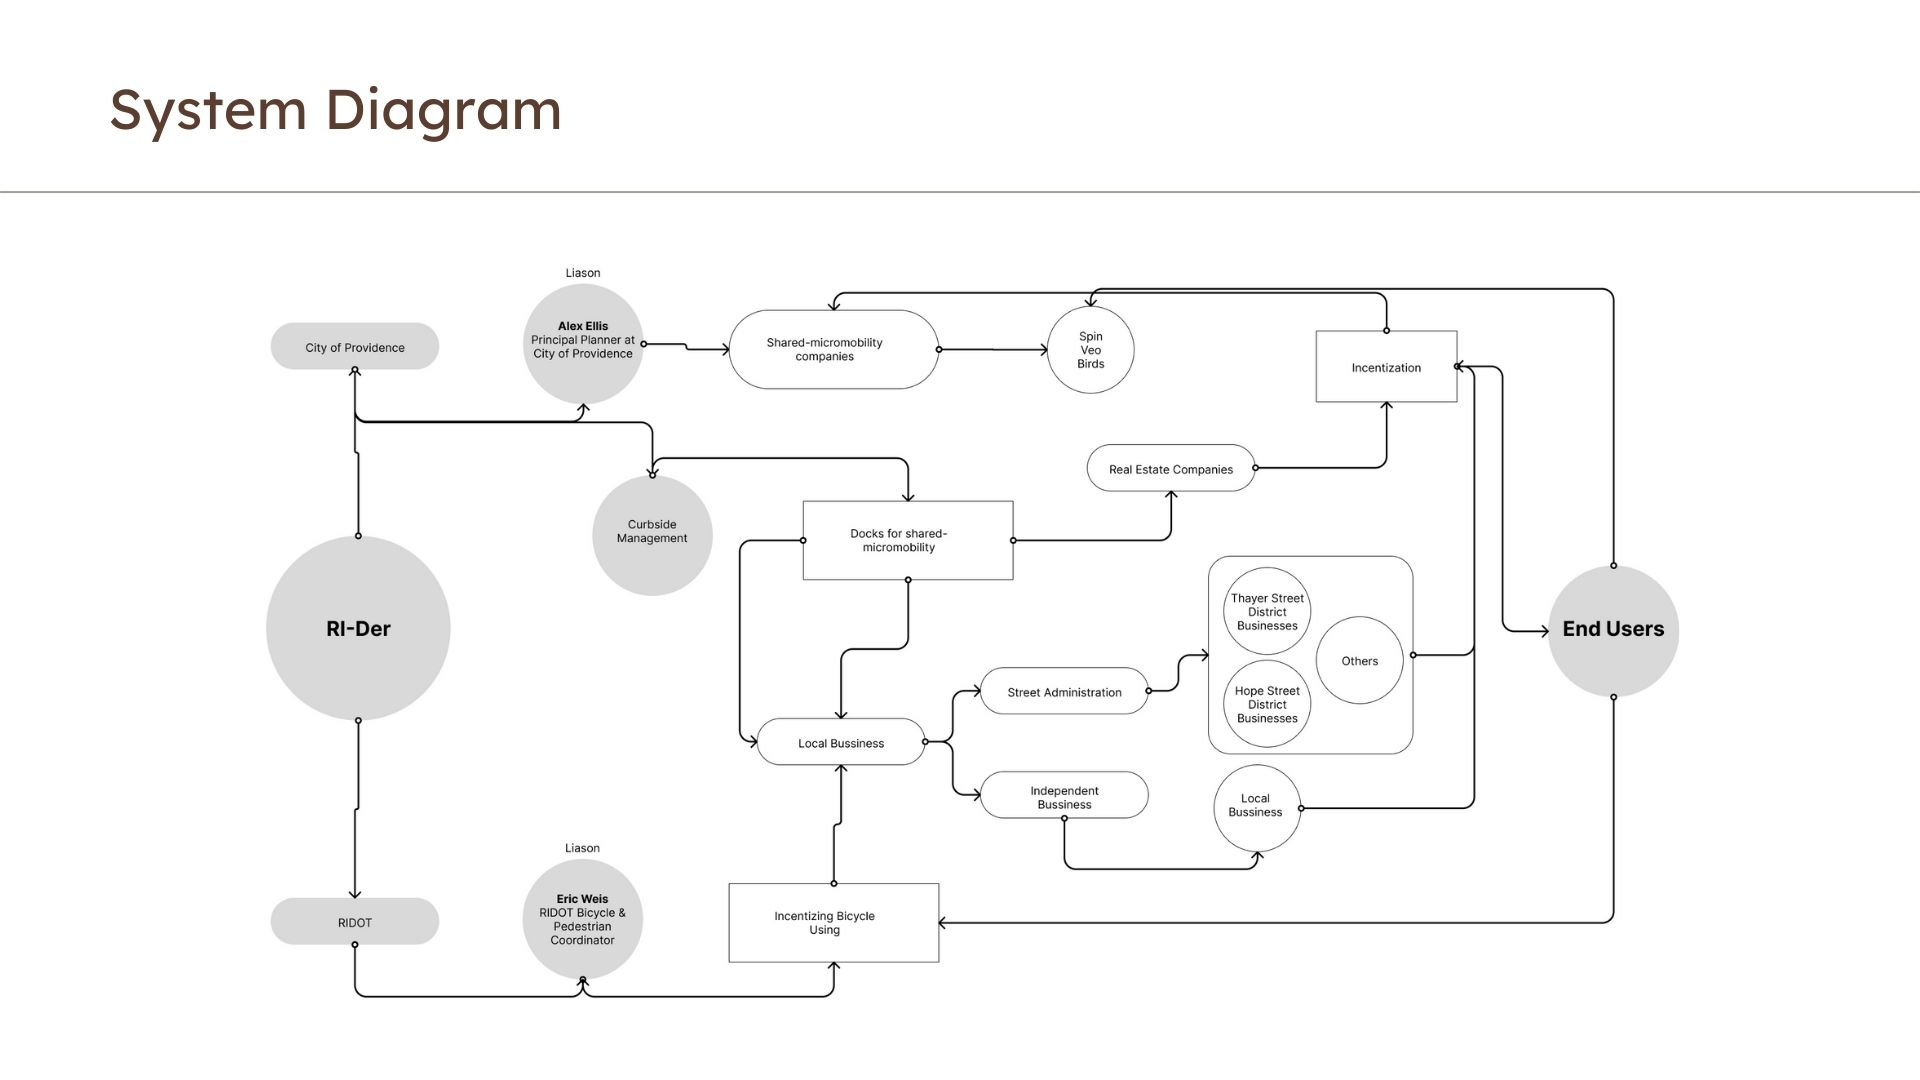 System Diagram
Liason
Alex Ellis
Principal Planner at
City of Providence
City of Providence
Shared-micromobility
companies
Spin
Veo
Birds
Incentization
Real Estate Companies
Curbside
Management
Docks for shared-
micromobility
RI-Der
Thayer Street
District
Businesses
Others
Hope Street
District
Businesses
End Users
Street Administration
Local Bussiness
Independent
Bussiness
Local
Bussiness
Liason
Eric Weis
RIDOT Bicycle &
Pedestrian
Coordinator
RIDOT
Incentizing Bicycle
Using